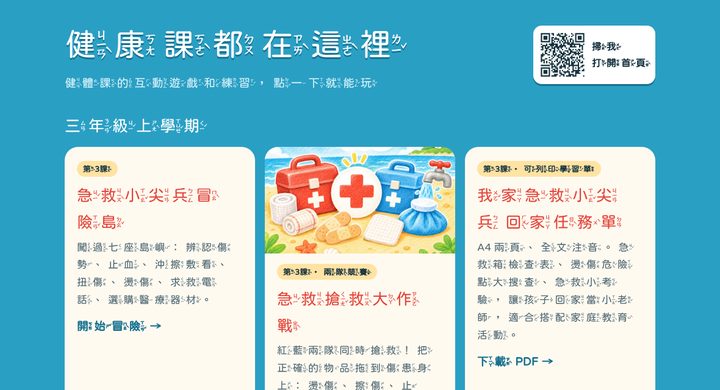 健康課都在這裡
掃我
打開首頁
健體課的互動遊戲和練習，點一下就能玩
三年級上學期
第3課
急救小尖兵冒
險島
闖過七座島嶼：辨認傷
勢、止血、沖擦敷看、
扭傷、燙傷、求救電
話、選購醫療器材。
開始冒險 →
第3課・兩隊競賽
急救搶救大作
戰
紅藍兩隊同時搶救！把
正確的物品拖到傷患身
上：燙傷、擦傷、止
第3課・可列印學習單
我家急救小尖
兵 回家任務單
A4 兩頁、全文注音。急
救箱檢查表、燙傷危險
點大搜查、急救小考
驗，讓孩子回家當小老
師，適合搭配家庭教育
活動。
下載 PDF →